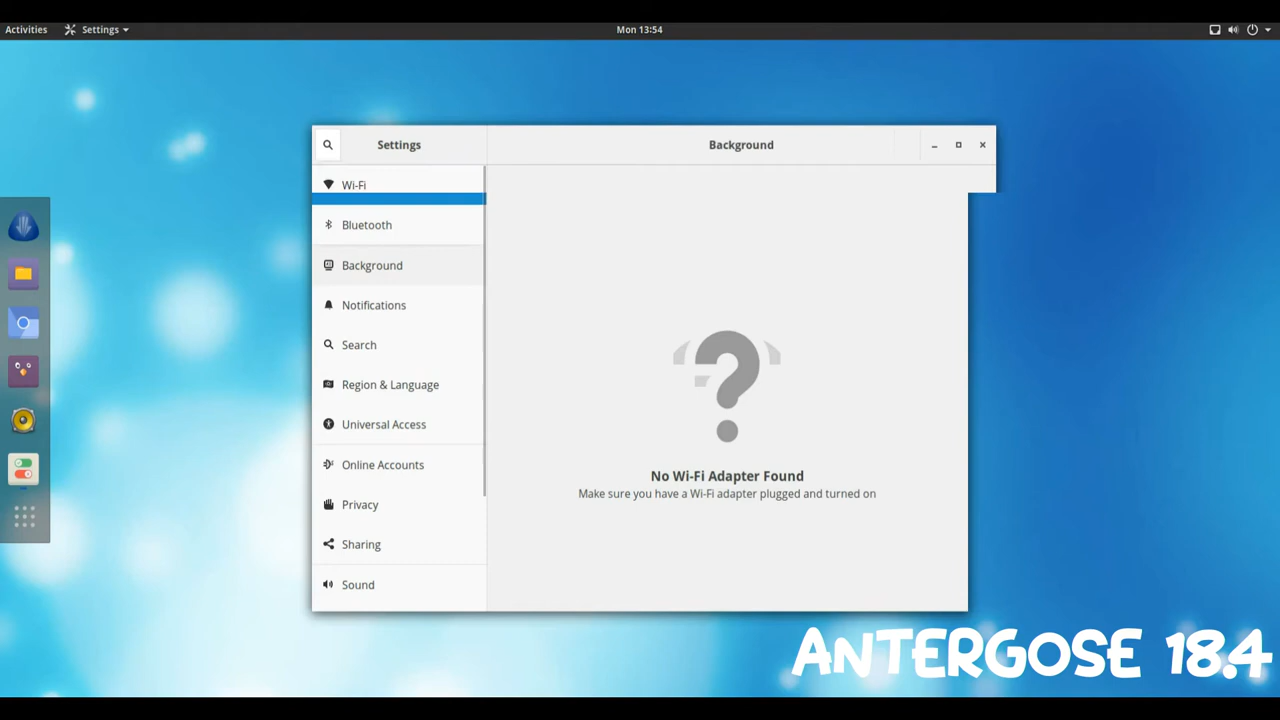 Activities
Settings
Mon 13:54
Settings
Background
Wi-Fi
Bluetooth
Background
Notifications
Search
Region & Language
Universal Access
Online Accounts
Privacy
Sharing
Sound
No Wi-Fi Adapter Found
Make sure you have a Wi-Fi adapter plugged and turned on
ANTERGOSE 18.4